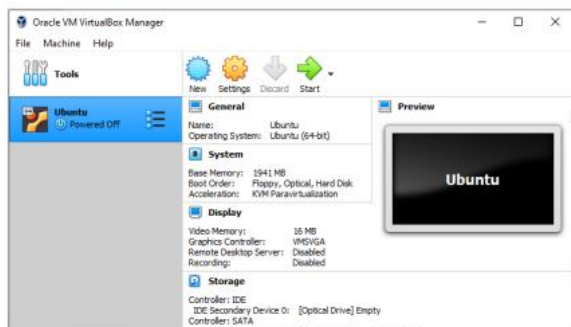 Oracle VM VirtualBox Manager
File Machine Help
Tools
New Settings Discard Start
Ubuntu
Powered Off
General
Name: Ubuntu
Operating System: Ubuntu (64-bit)
System
Base Memory: 1941 MB
Boot Order: Floppy, Optical, Hard Disk
Acceleration: KVM Paravirtualization
Display
Video Memory: 16 MB
Graphics Controller: VMSVGA
Remote Desktop Server: Disabled
Recording: Disabled
Storage
Controller: IDE
IDE Secondary Device 0: [Optical Drive] Empty
Controller: SATA
Preview
Ubuntu